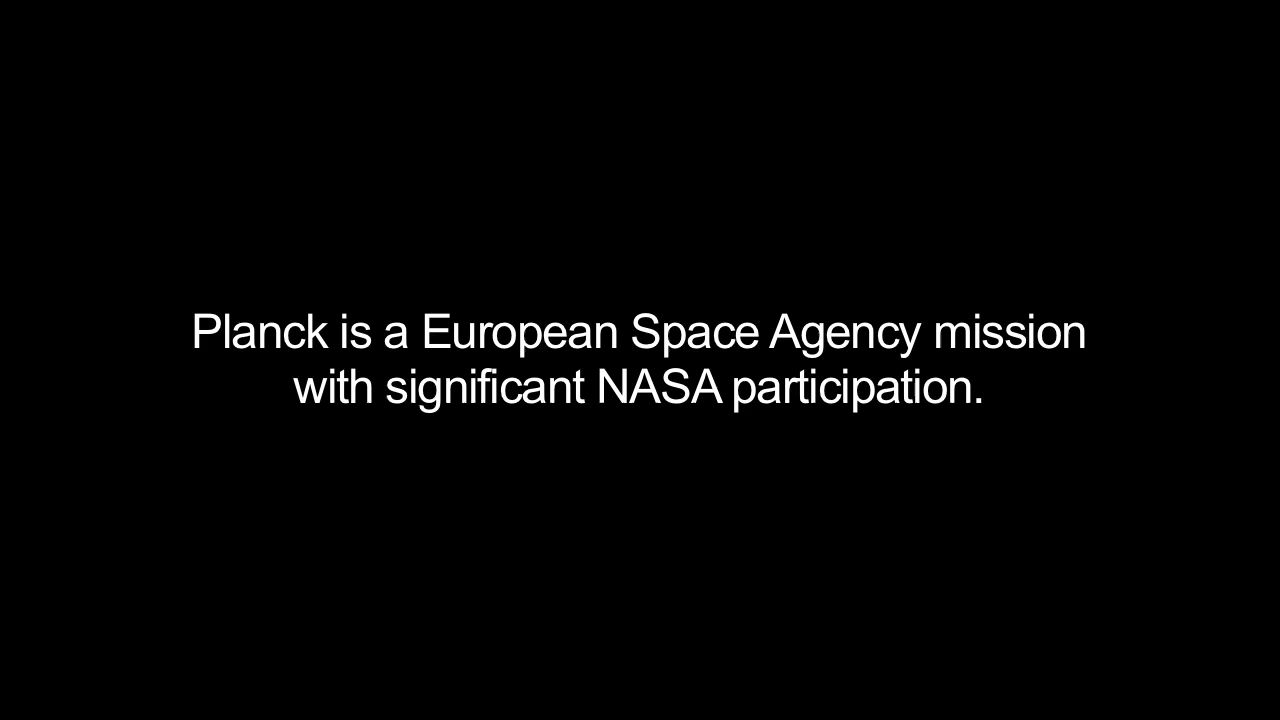 Planck is a European Space Agency mission
with significant NASA participation.